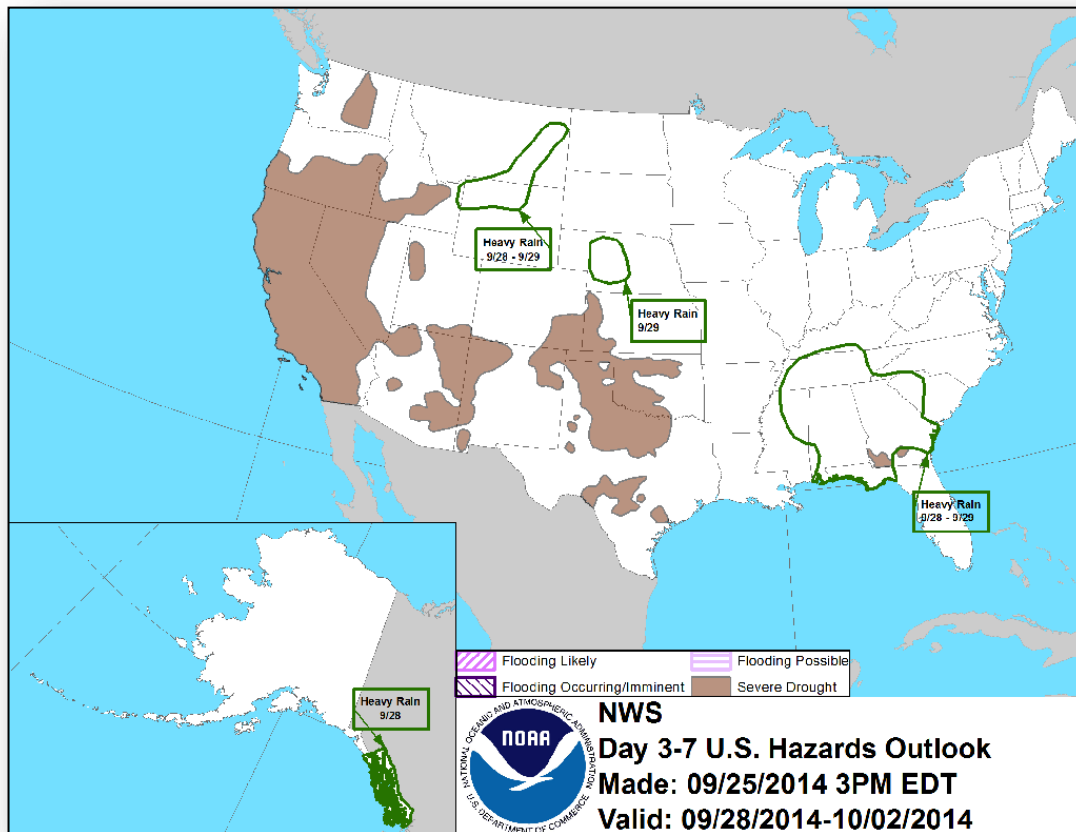 Heavy Rain
9/28 - 9/29
Heavy Rain
9/29
Heavy Rain
9/28 - 9/29
Heavy Rain
9/28
Flooding Likely
Flooding Possible
Flooding Occurring/Imminent
Severe Drought
NATIONAL OCEANIC AND ATMOSPHERIC ADMINISTRATION
NOAA
U.S. DEPARTMENT OF COMMERCE
NWS
Day 3-7 U.S. Hazards Outlook
Made: 09/25/2014 3PM EDT
Valid: 09/28/2014-10/02/2014